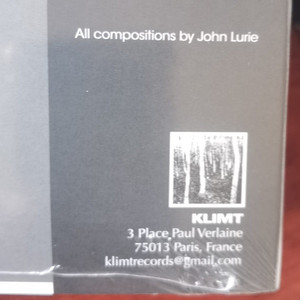 All compositions by John Lurie
KLIMT
3 Place Paul Verlaine
75013 Paris, France
klimtrecords@gmail.com